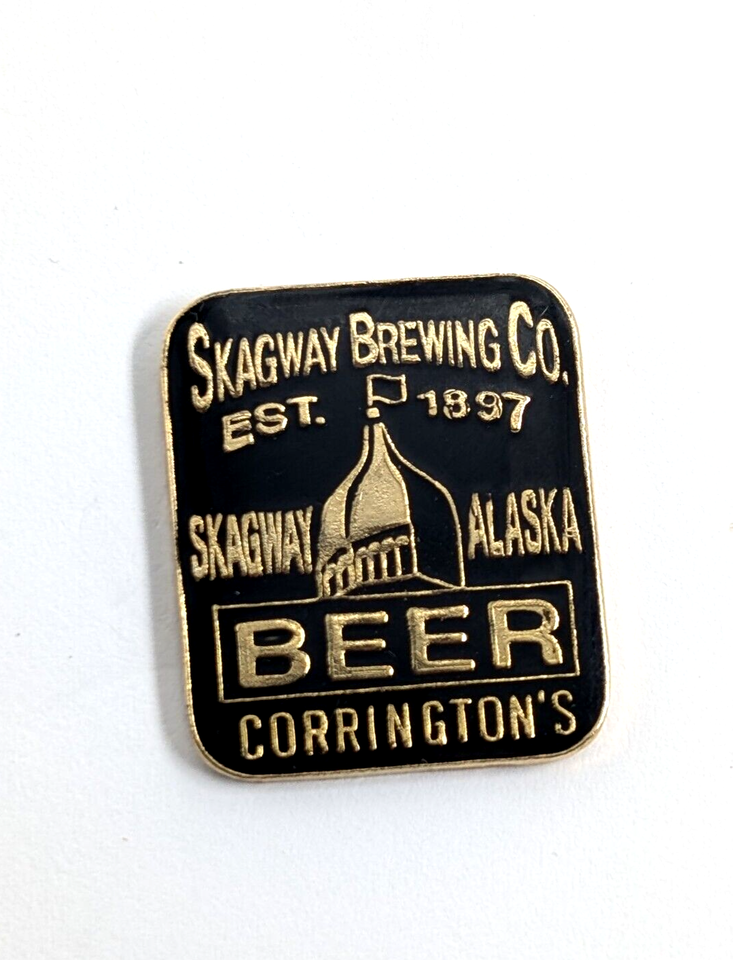 SKAGWAY BREWING CO.
EST. 1897
SKAGWAY ALASKA
BEER
CORRINGTON'S